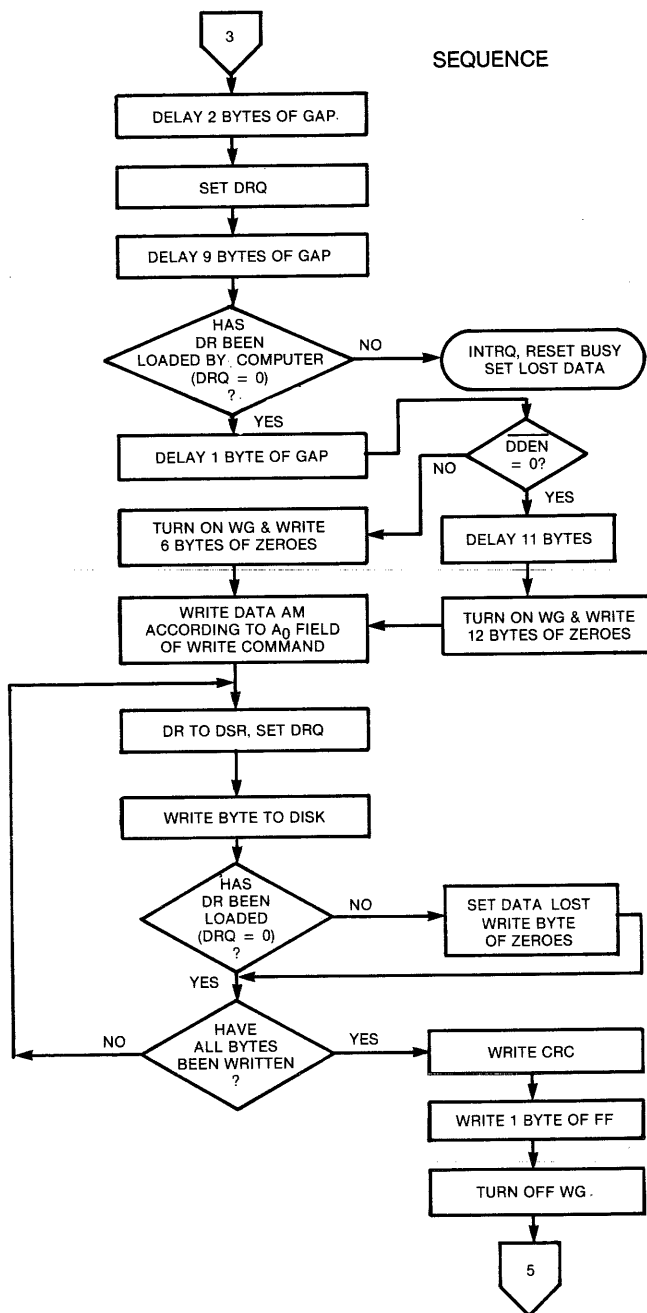 3
SEQUENCE
DELAY 2 BYTES OF GAP.
SET DRQ
DELAY 9 BYTES OF GAP
HAS
DR BEEN
LOADED BY COMPUTER
(DRQ = 0)
?
NO
INTRQ, RESET BUSY
SET LOST DATA
YES
DELAY 1 BYTE OF GAP
DDEN
= 0?
NO
YES
TURN ON WG & WRITE
6 BYTES OF ZEROES
DELAY 11 BYTES
WRITE DATA AM
ACCORDING TO A0 FIELD
OF WRITE COMMAND
TURN ON WG & WRITE
12 BYTES OF ZEROES
DR TO DSR, SET DRQ
WRITE BYTE TO DISK
HAS
DR BEEN
LOADED
(DRQ = 0)
?
NO
SET DATA LOST
WRITE BYTE
OF ZEROES
YES
HAVE
ALL BYTES
BEEN WRITTEN
?
NO
YES
WRITE CRC
WRITE 1 BYTE OF FF
TURN OFF WG.
5